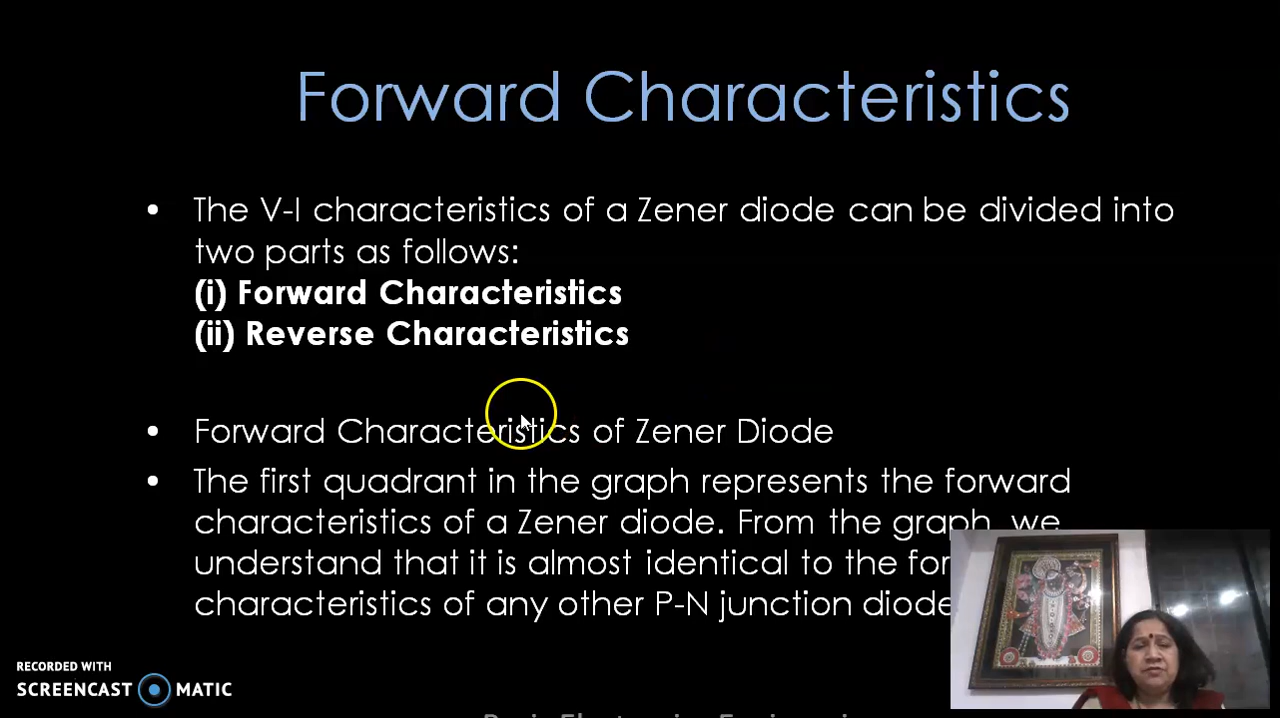 Forward Characteristics
• The V-I characteristics of a Zener diode can be divided into
two parts as follows:
(i) Forward Characteristics
(ii) Reverse Characteristics
• Forward Characteristics of Zener Diode
• The first quadrant in the graph represents the forward
characteristics of a Zener diode. From the graph, we
understand that it is almost identical to the for
characteristics of any other P-N junction diode
RECORDED WITH
SCREENCAST MATIC